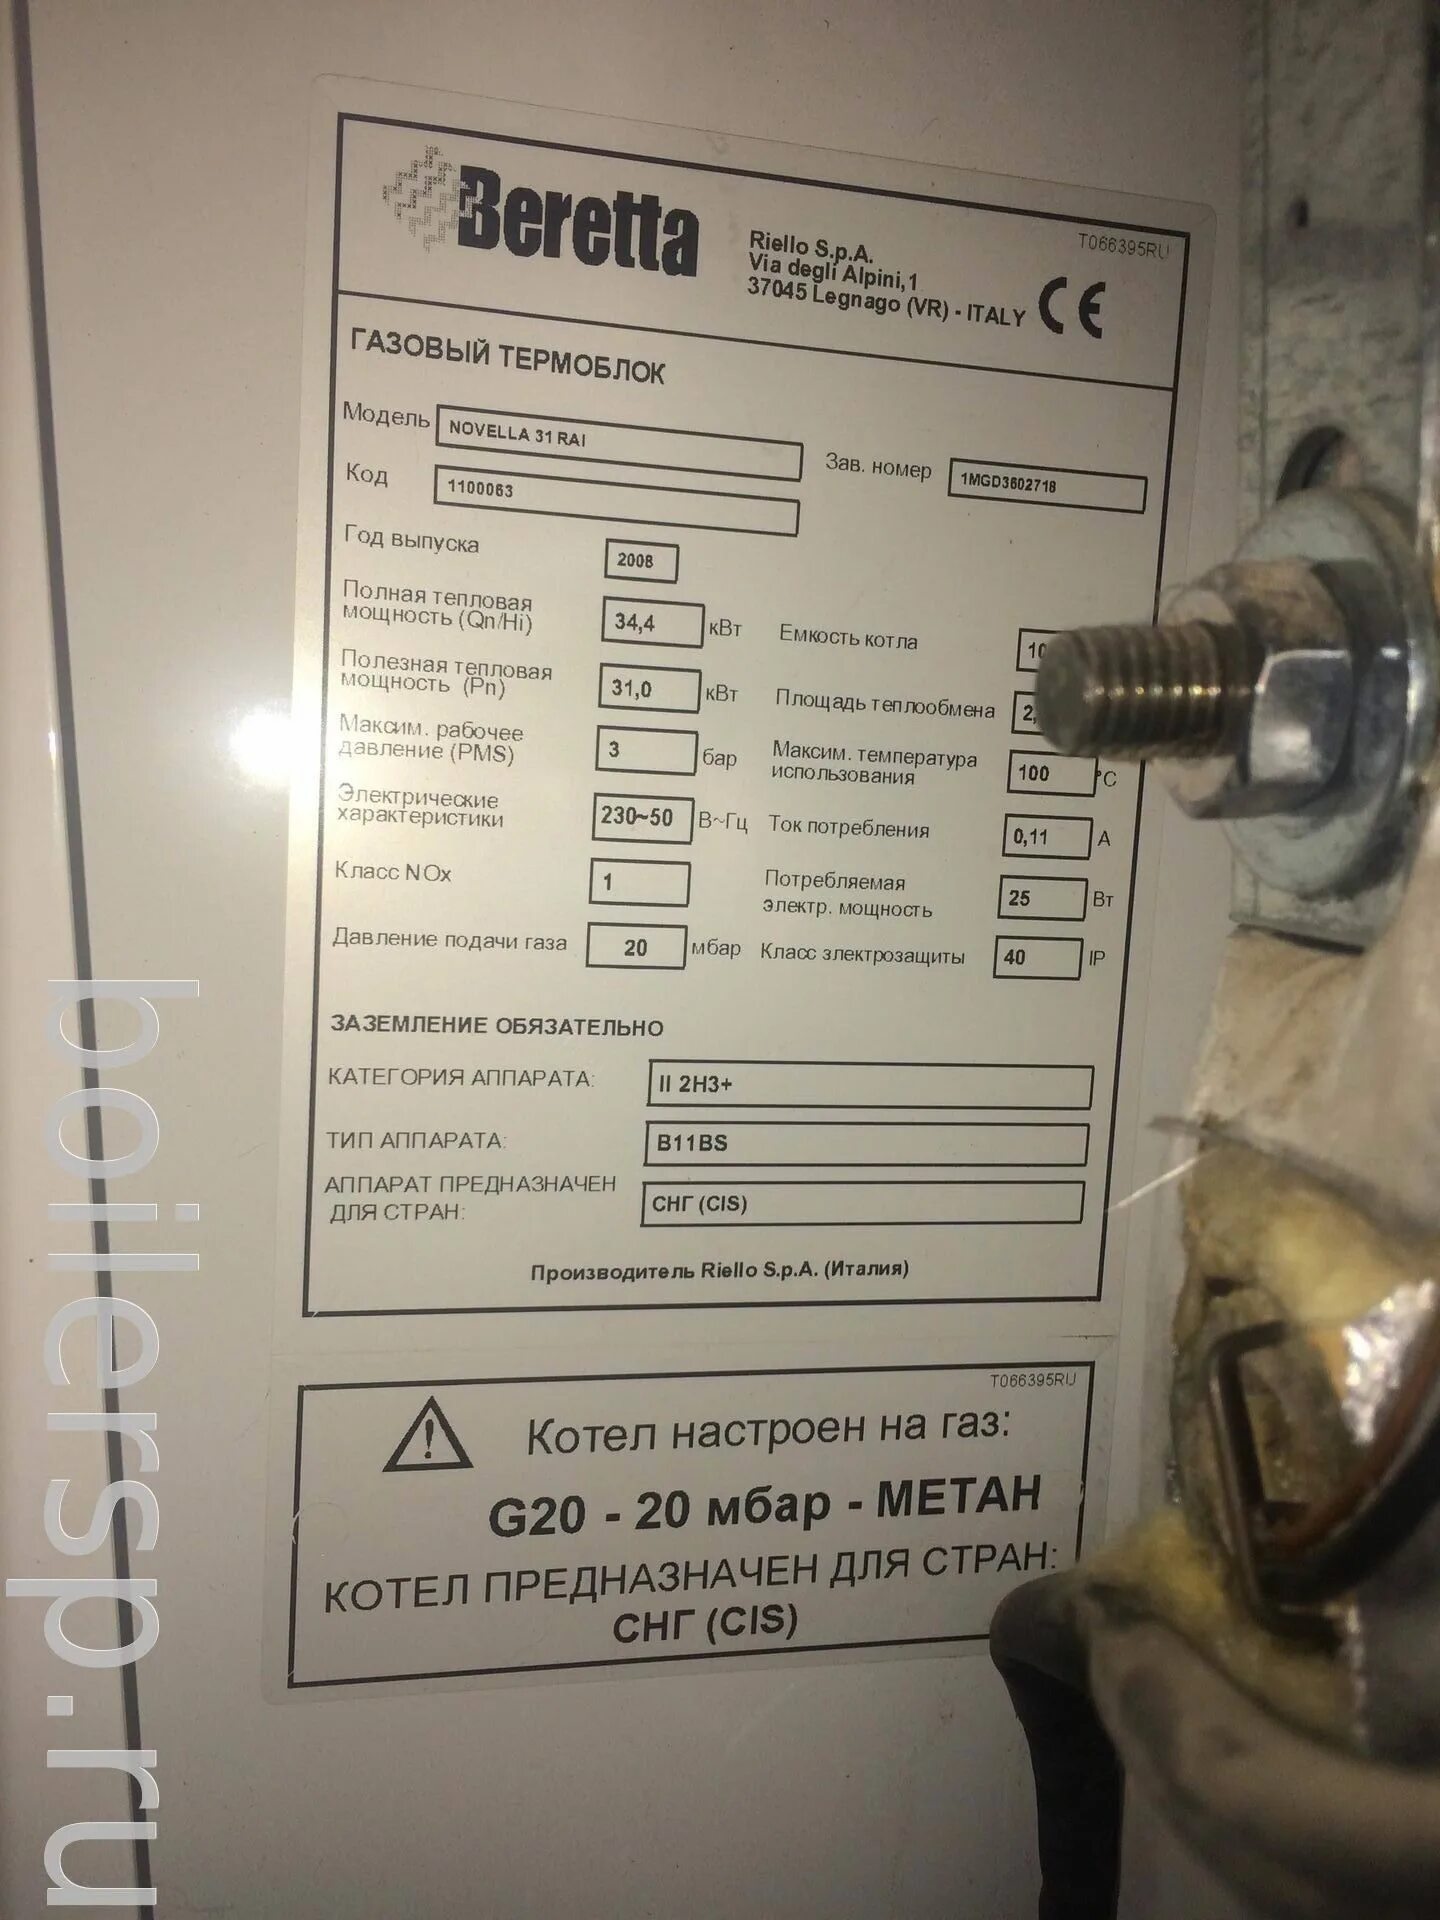 Beretta
Riello S.p.A.
Via degli Alpini,1
37045 Legnago (VR) - ITALY
T066395RU
CE
ГАЗОВЫЙ ТЕРМОБЛОК
Модель NOVELLA 31 RAI
Зав. номер 1MGD3602718
Код 1100063
Год выпуска 2008
Полная тепловая
мощность (Qn/Hi) 34,4 кВт
Емкость котла
Полезная тепловая
мощность (Pn) 31,0 кВт
Площадь теплообмена
Максим. рабочее
давление (PMS) 3 бар
Максим. температура
использования 100 °C
Электрические
характеристики 230~50 В~Гц
Ток потребления 0,11 А
Класс NOx 1
Потребляемая
электр. мощность 25 Вт
Давление подачи газа 20 мбар
Класс злектрозащиты 40 IP
ЗАЗЕМЛЕНИЕ ОБЯЗАТЕЛЬНО
КАТЕГОРИЯ АППАРАТА: II 2H3+
ТИП АППАРАТА: B11BS
АППАРАТ ПРЕДНАЗНАЧЕН
ДЛЯ СТРАН: СНГ (CIS)
Производитель Riello S.p.A. (Италия)
T066395RU
Котел настроен на газ:
G20 - 20 мбар - МЕТАН
КОТЕЛ ПРЕДНАЗНАЧЕН ДЛЯ СТРАН:
СНГ (CIS)
boilersp.ru